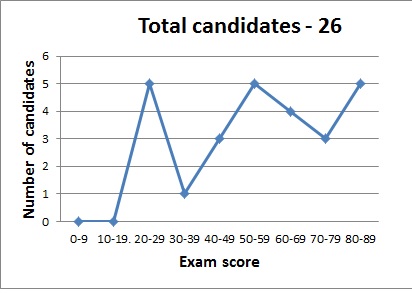 Total candidates - 26
Number of candidates
6
5
4
3
2
1
0
0-9 10-19. 20-29 30-39 40-49 50-59 60-69 70-79 80-89
Exam score